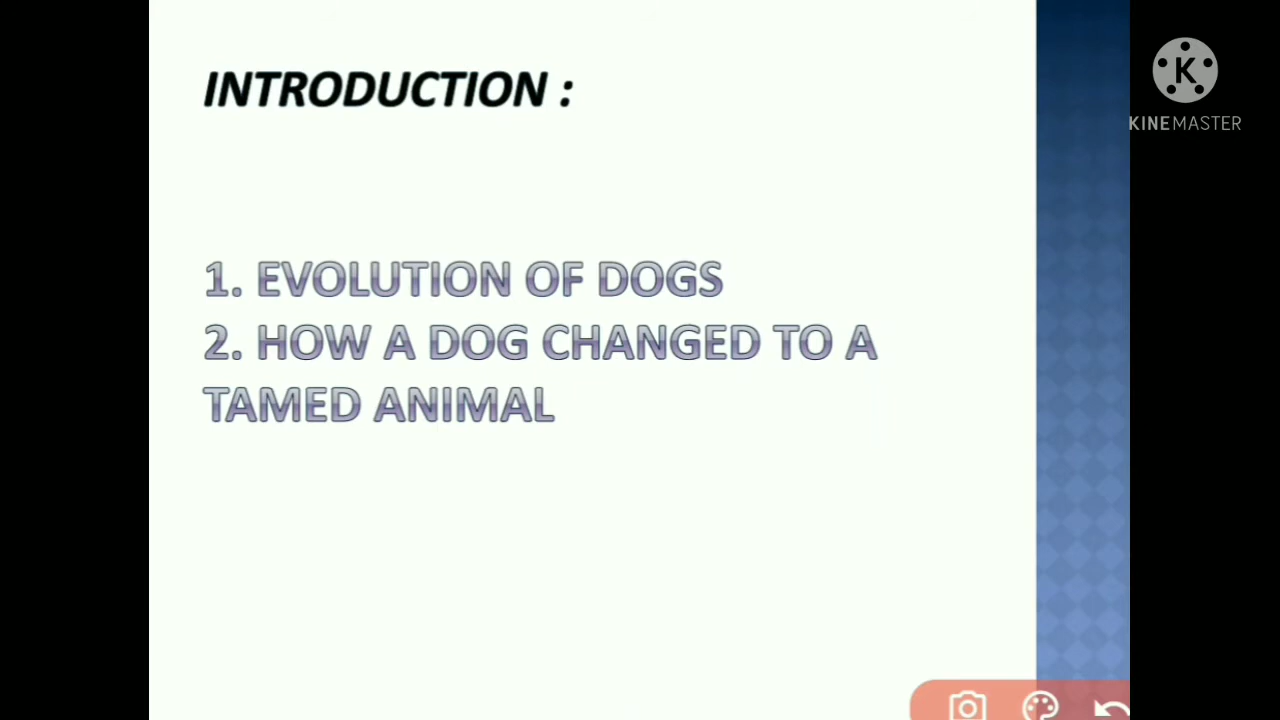 INTRODUCTION :
K
KINEMASTER
1. EVOLUTION OF DOGS
2. HOW A DOG CHANGED TO A
TAMED ANIMAL